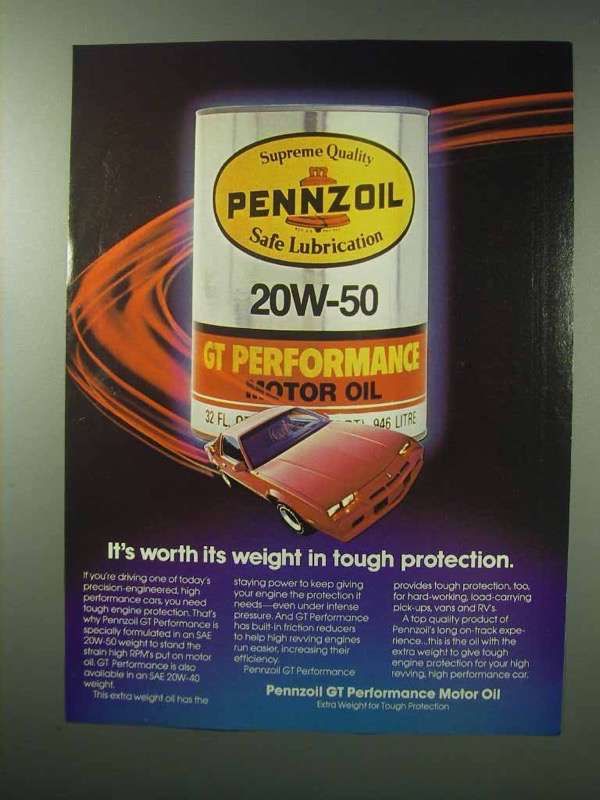 Supreme Quality
PENNZOIL
Safe Lubrication
20W-50
GT PERFORMANCE
MOTOR OIL
32 FL. 946 LITRE
It's worth its weight in tough protection.
If you're driving one of today's
precision-engineered, high
performance cars, you need
tough engine protection. That's
why Pennzoil GT Performance is
specially formulated in an SAE
20W-50 weight to stand the
strain high RPM's put on motor
oil. GT Performance is also
available in an SAE 20W-40
weight.
This extra weight oil has the
staying power to keep giving
your engine the protection it
needs—even under intense
pressure. And GT Performance
has built-in friction reducers
to help high revving engines
run easier, increasing their
efficiency.
Pennzoil GT Performance
provides tough protection, too,
for hard-working, load-carrying
pick-ups, vans and RV's.
A top quality product of
Pennzoil's long on-track expe-
rience...this is the oil with the
extra weight to give tough
engine protection for your high
revving, high performance car.
Pennzoil GT Performance Motor Oil
Extra Weight for Tough Protection